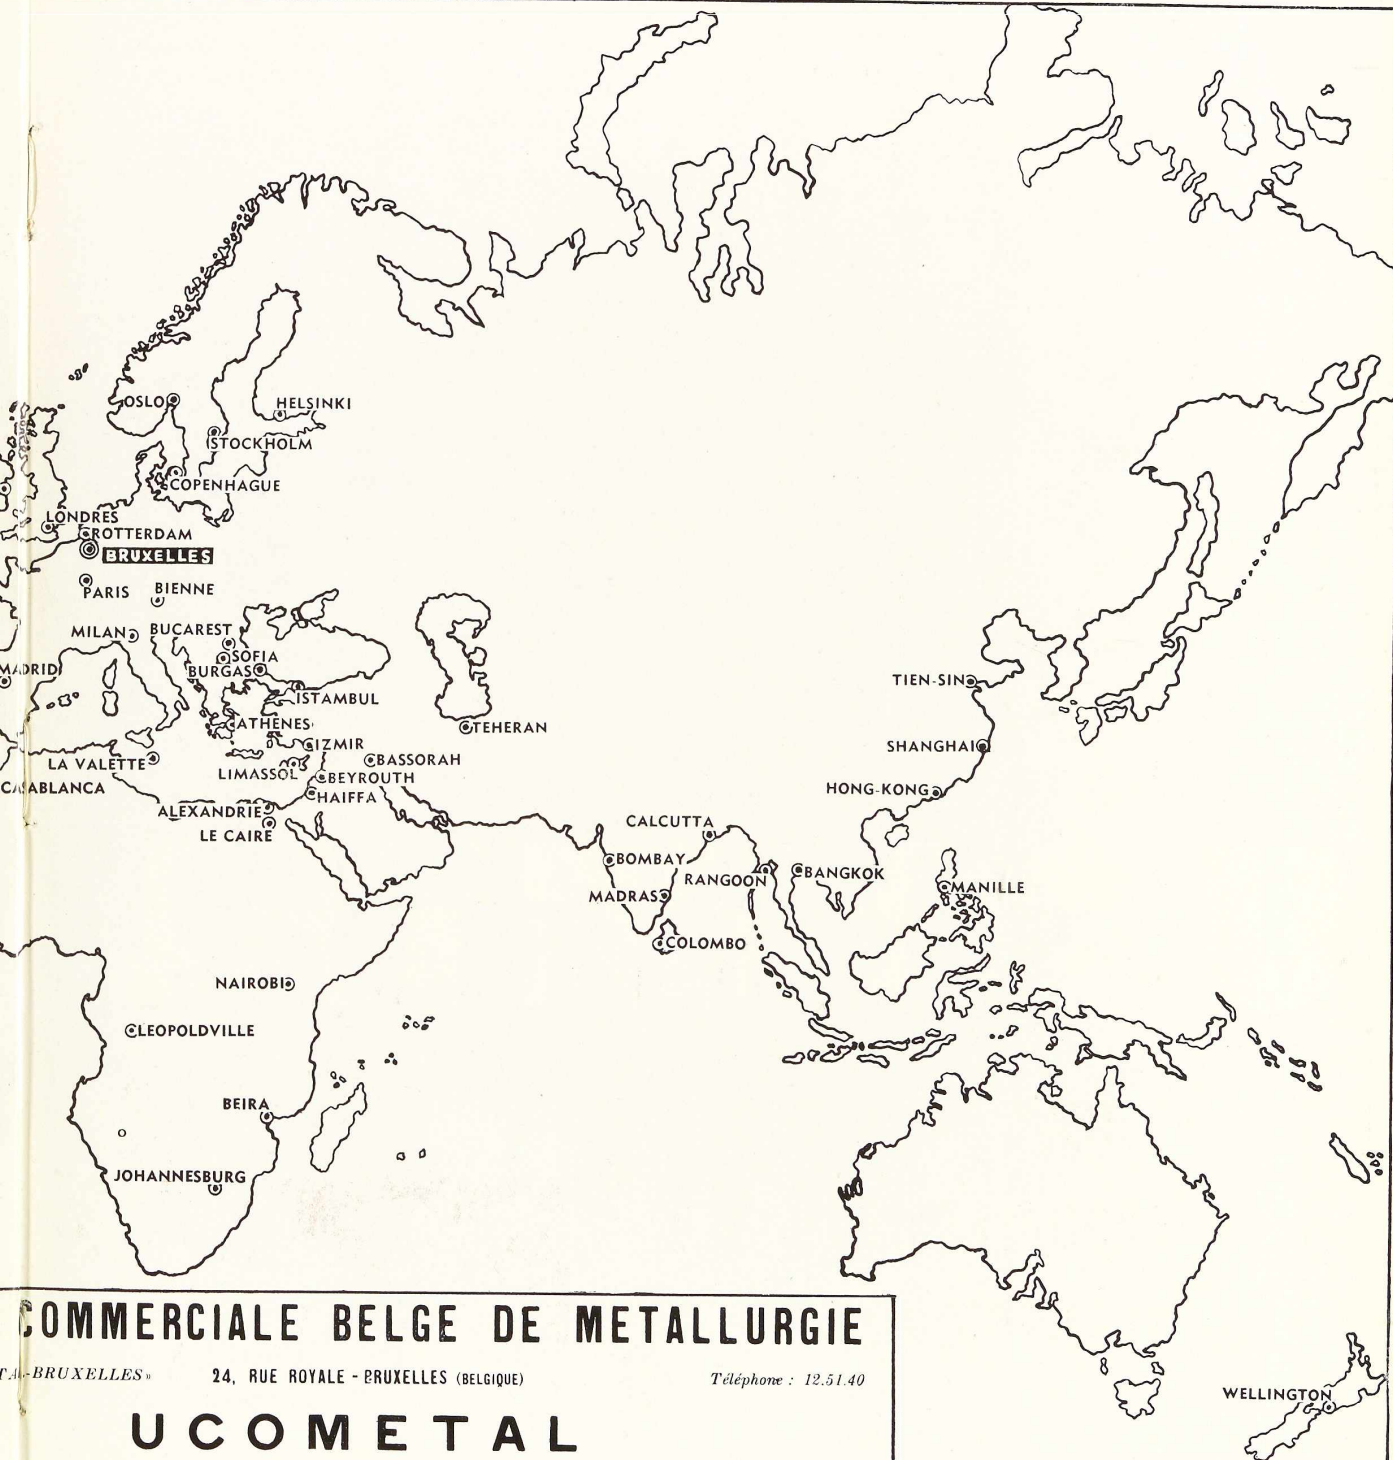 OSLO
HELSINKI
STOCKHOLM
COPENHAGUE
LONDRES
ROTTERDAM
BRUXELLES
PARIS
BIENNE
MILAN
BUCAREST
SOFIA
BURGAS
MADRID
ISTAMBUL
ATHÈNES
TEHERAN
IZMIR
LA VALETTE
LIMASSOL
BASSORAH
BEYROUTH
CASABLANCA
HAIFFA
ALEXANDRIE
LE CAIRE
TIEN-SIN
SHANGHAI
HONG-KONG
CALCUTTA
BOMBAY
RANGOON
BANGKOK
MADRAS
MANILLE
COLOMBO
NAIROBI
LEOPOLDVILLE
BEIRA
JOHANNESBURG
WELLINGTON
COMMERCIALE BELGE DE METALLURGIE
-BRUXELLES» 24, RUE ROYALE - BRUXELLES (BELGIQUE) Téléphone : 12.51.40
UCOMETAL